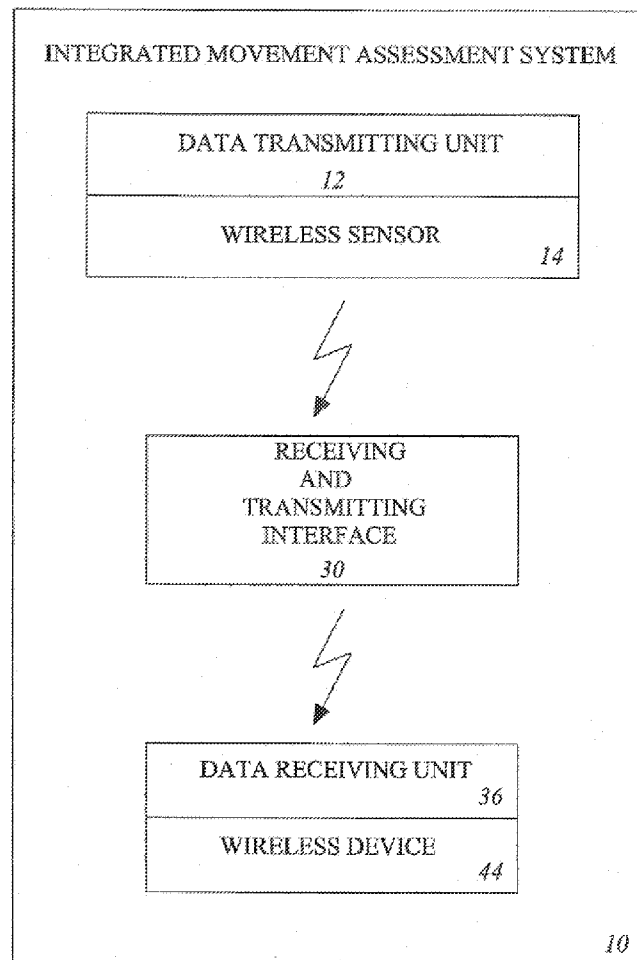 INTEGRATED MOVEMENT ASSESSMENT SYSTEM
DATA TRANSMITTING UNIT
12
WIRELESS SENSOR
14
RECEIVING
AND
TRANSMITTING
INTERFACE
30
DATA RECEIVING UNIT
36
WIRELESS DEVICE
44
10